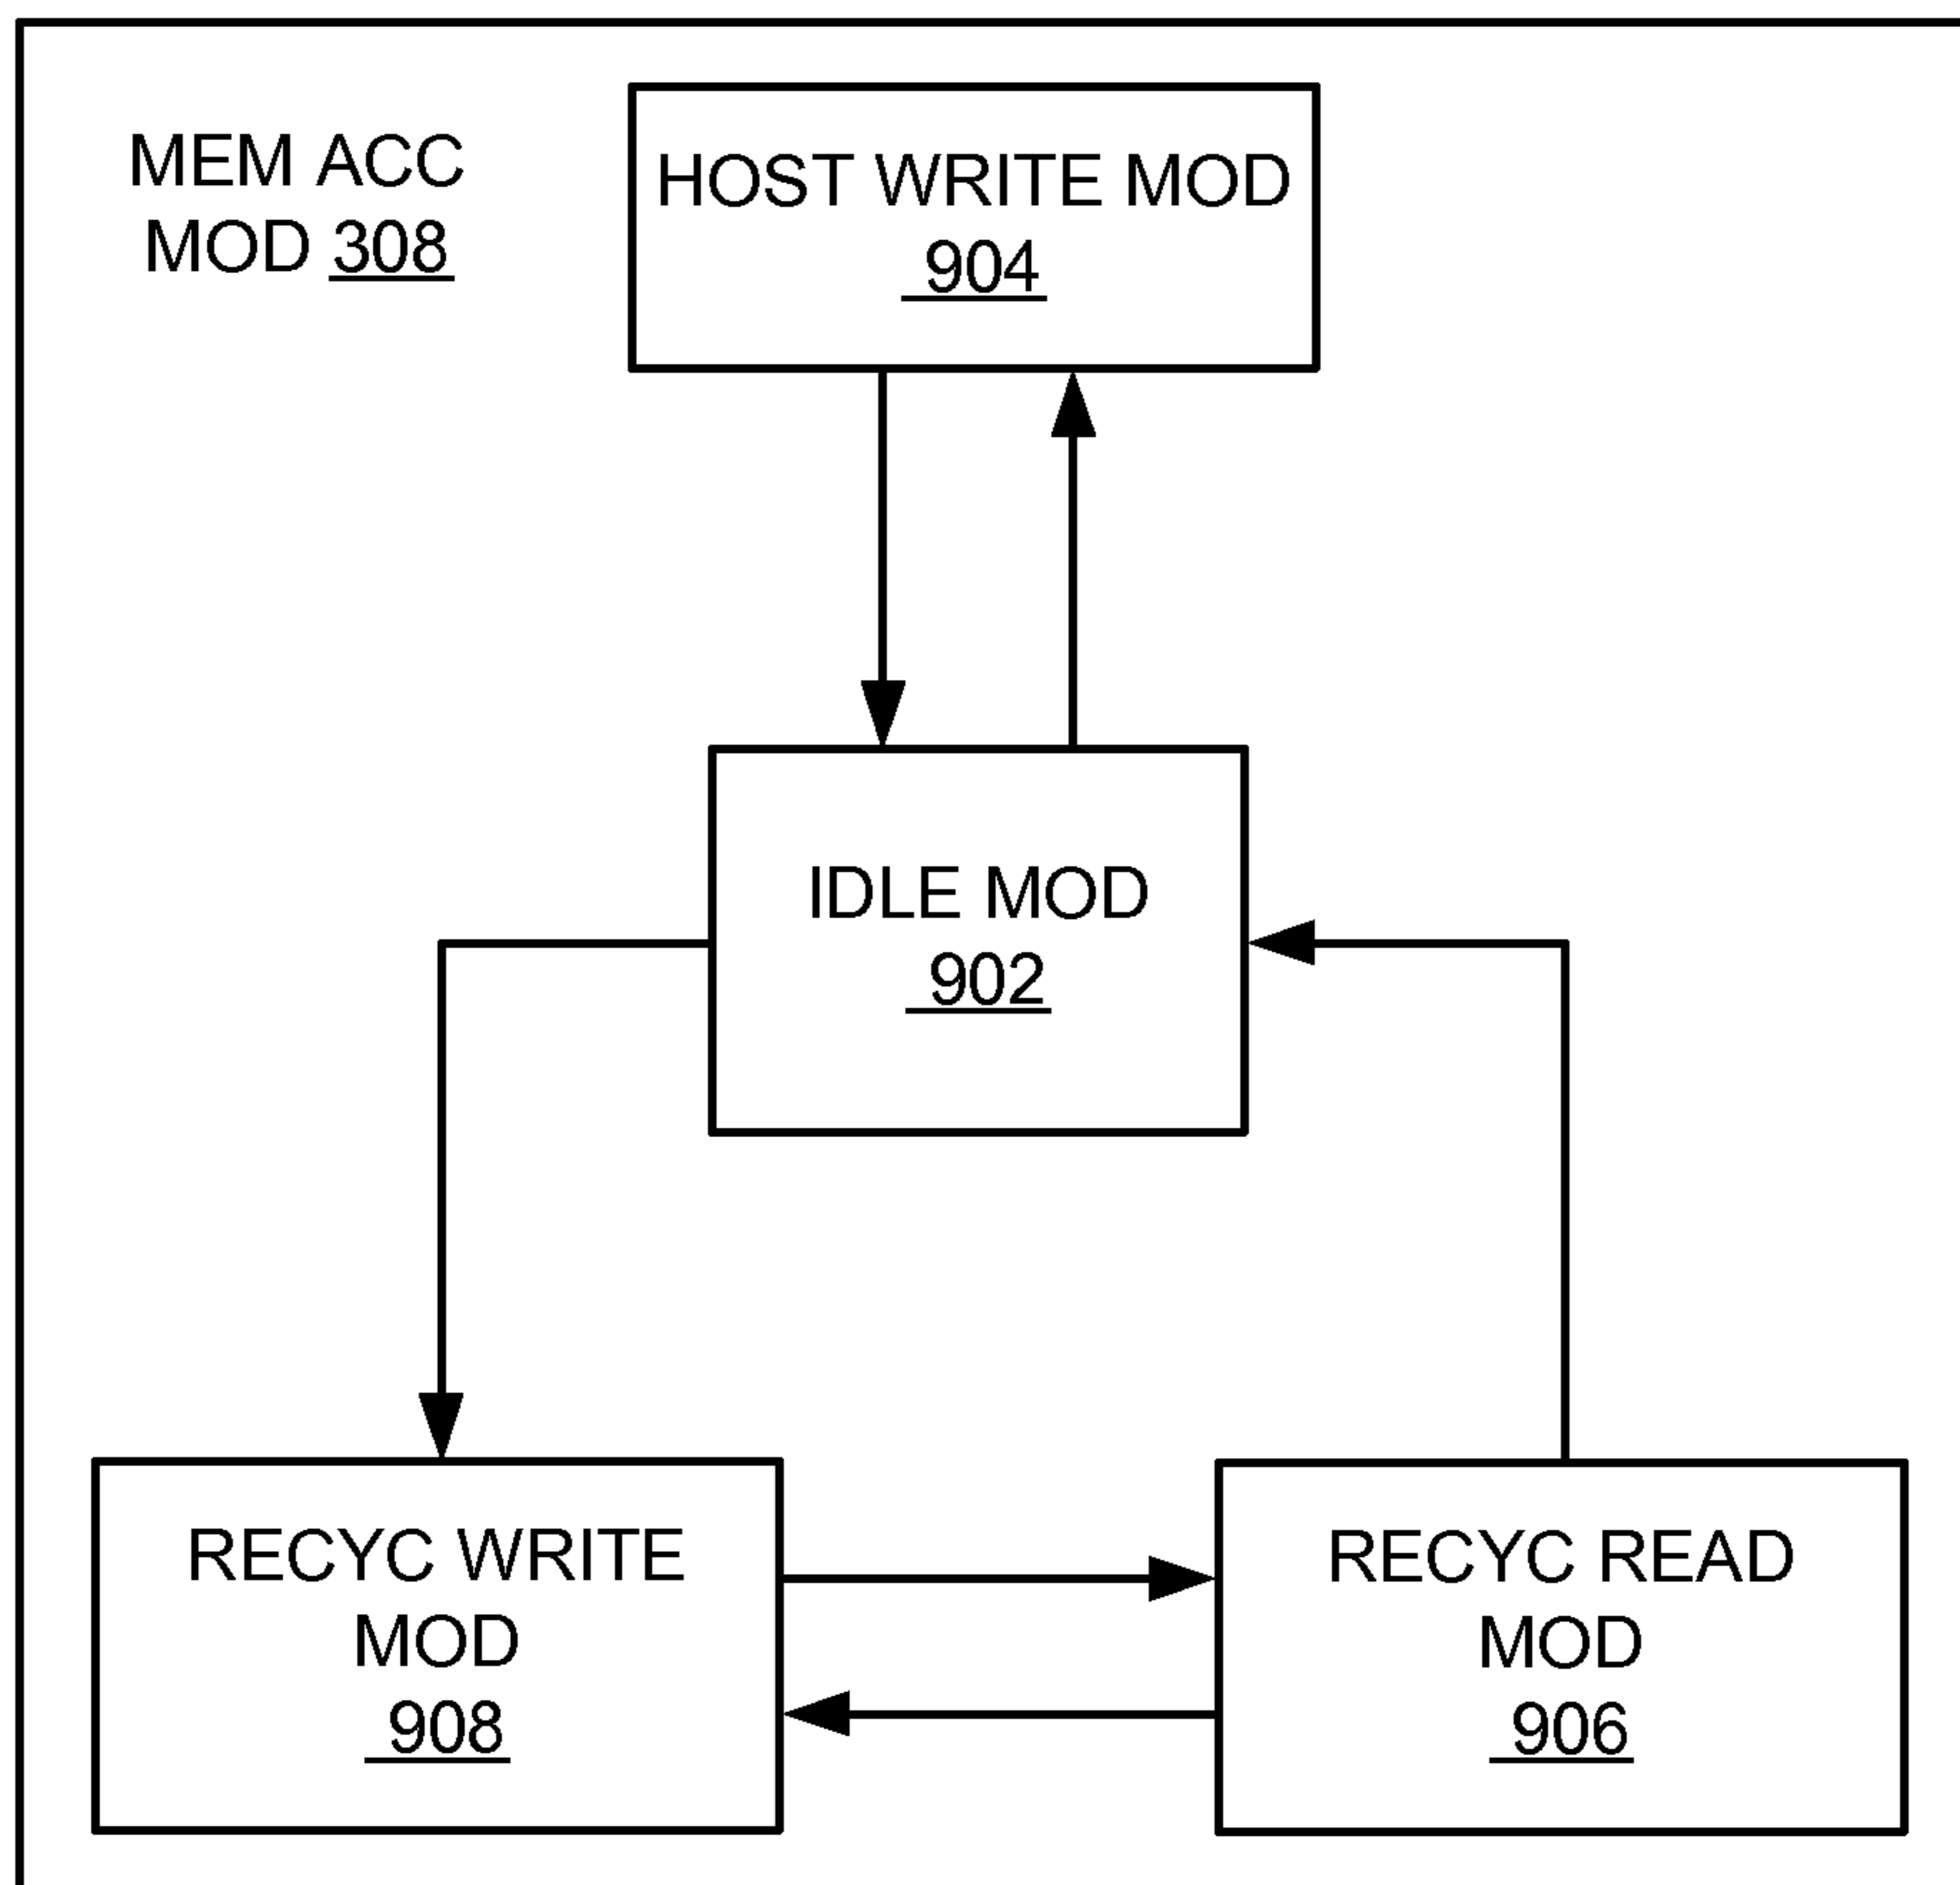 MEM ACC
MOD 308
HOST WRITE MOD
904
IDLE MOD
902
RECYC WRITE
MOD
908
RECYC READ
MOD
906